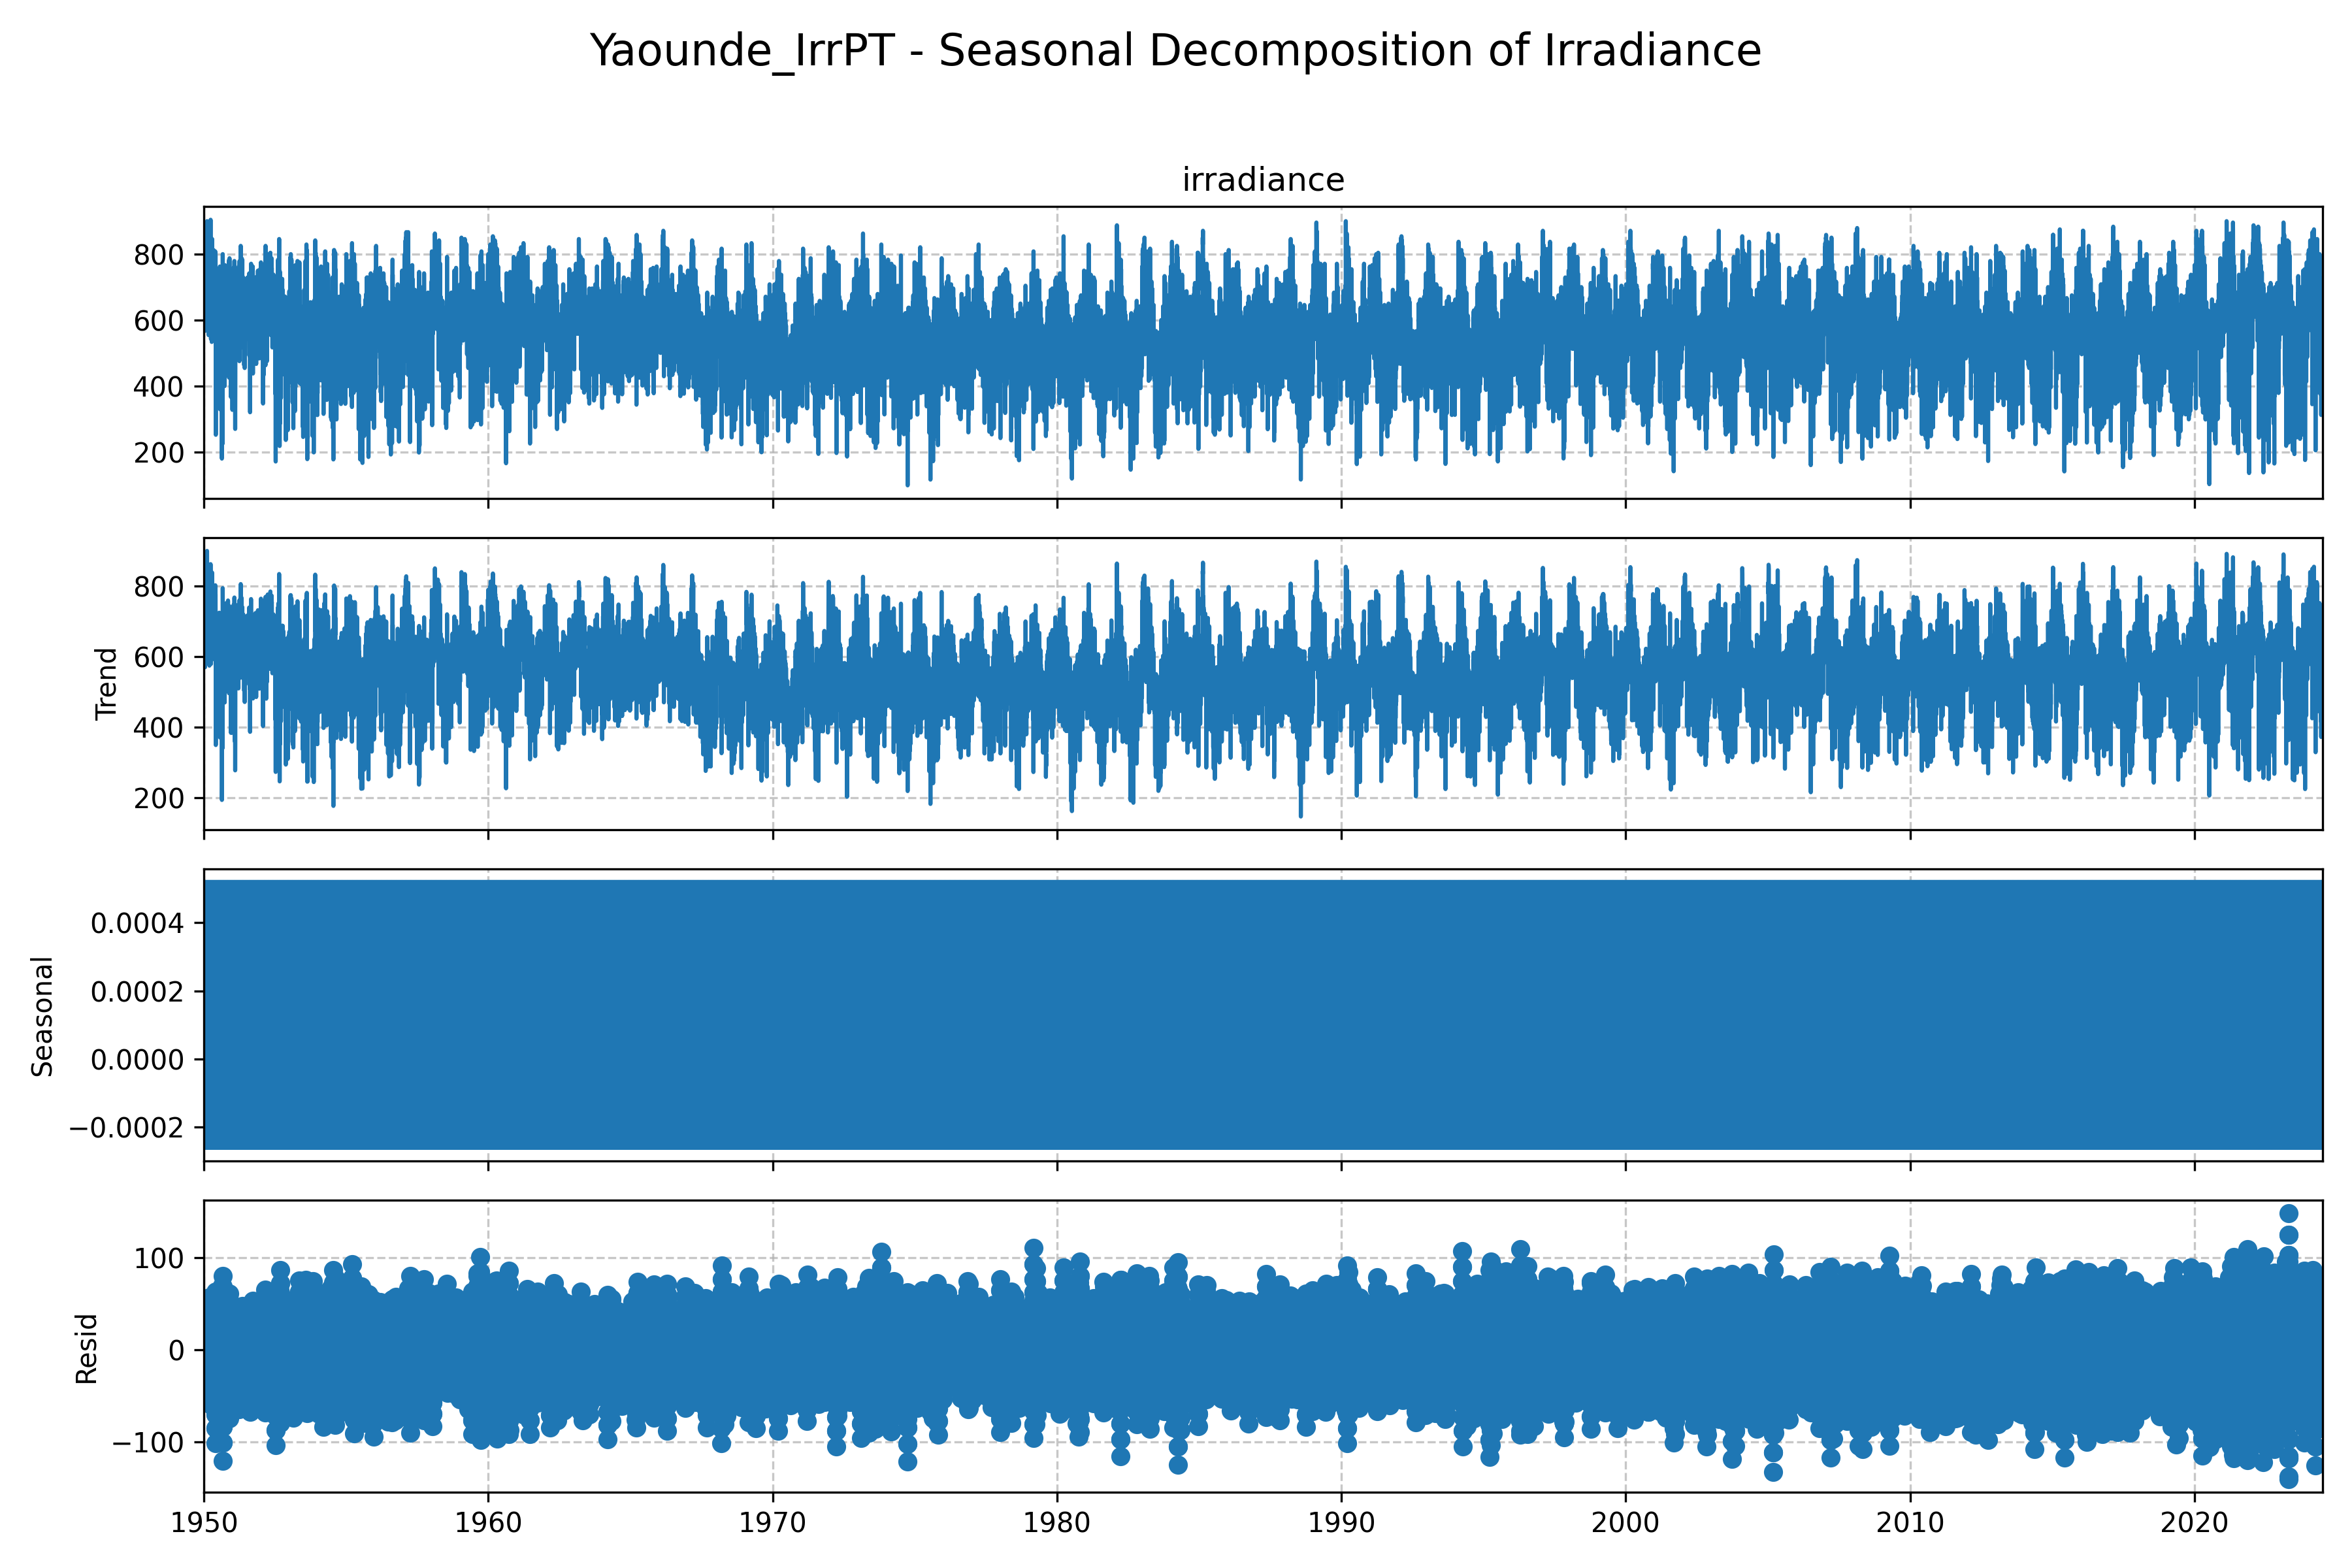 Yaounde_IrrPT - Seasonal Decomposition of Irradiance
irradiance
800
600
400
200
Trend
800
600
400
200
Seasonal
0.0004
0.0002
0.0000
−0.0002
Resid
100
0
−100
1950 1960 1970 1980 1990 2000 2010 2020